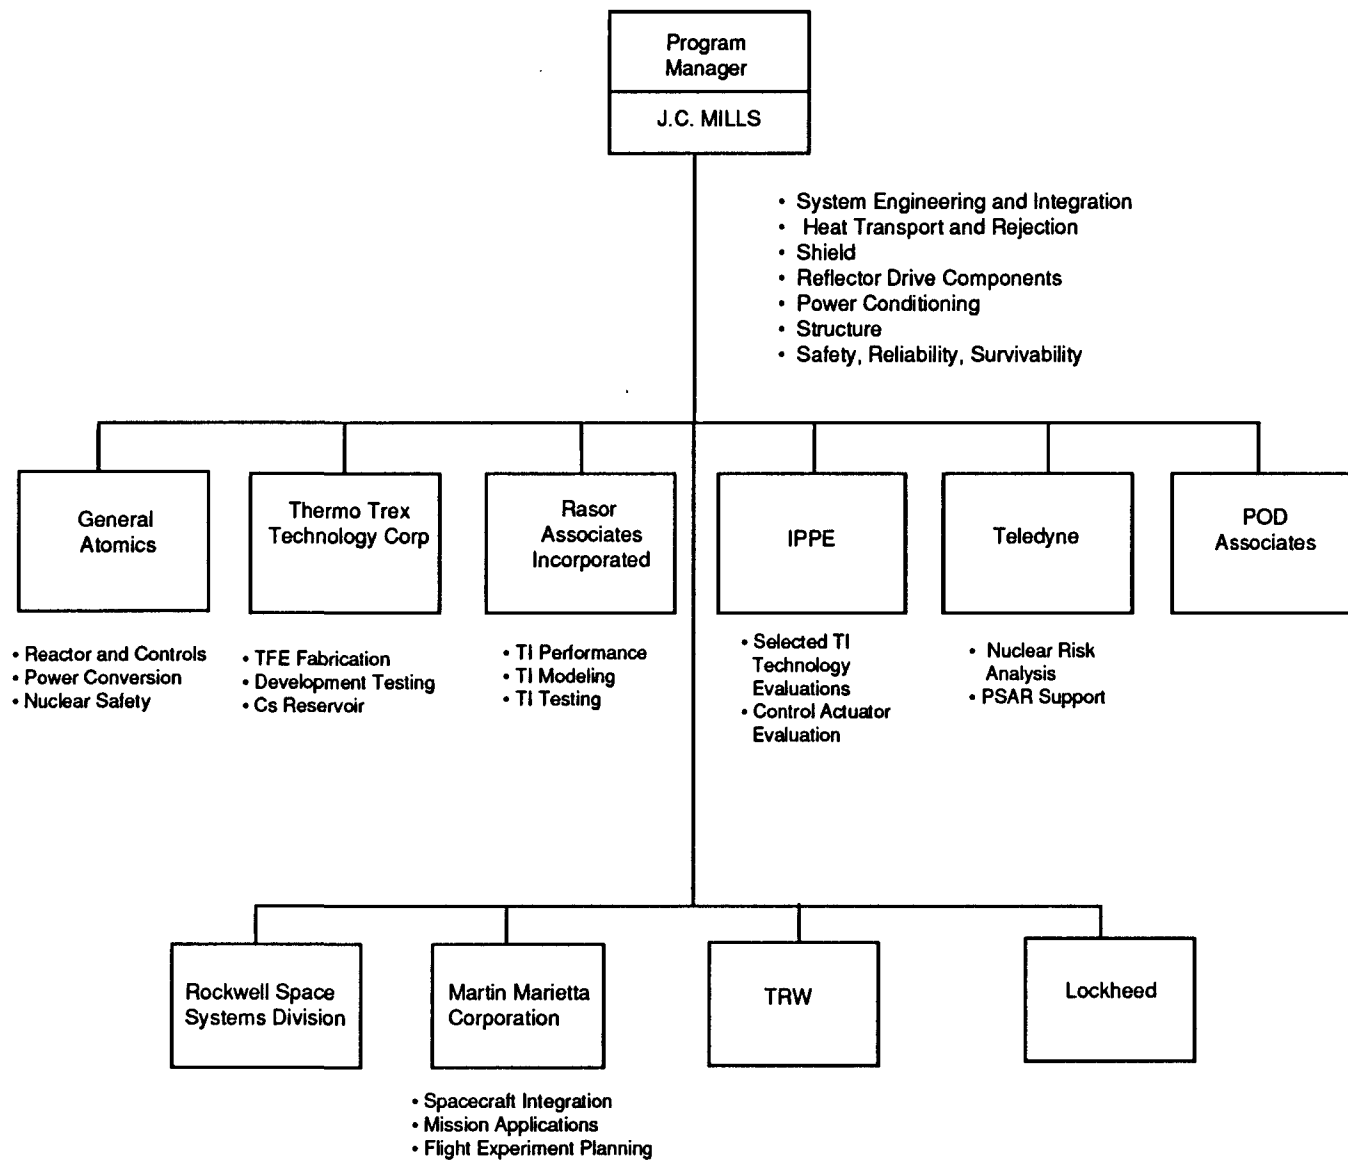 Program
Manager
J.C. MILLS
• System Engineering and Integration
• Heat Transport and Rejection
• Shield
• Reflector Drive Components
• Power Conditioning
• Structure
• Safety, Reliability, Survivability
General
Atomics
• Reactor and Controls
• Power Conversion
• Nuclear Safety
Thermo Trex
Technology Corp
• TFE Fabrication
• Development Testing
• Cs Reservoir
Rasor
Associates
Incorporated
• TI Performance
• TI Modeling
• TI Testing
IPPE
• Selected TI
Technology
Evaluations
• Control Actuator
Evaluation
Teledyne
• Nuclear Risk
Analysis
• PSAR Support
POD
Associates
Rockwell Space
Systems Division
Martin Marietta
Corporation
• Spacecraft Integration
• Mission Applications
• Flight Experiment Planning
TRW
Lockheed